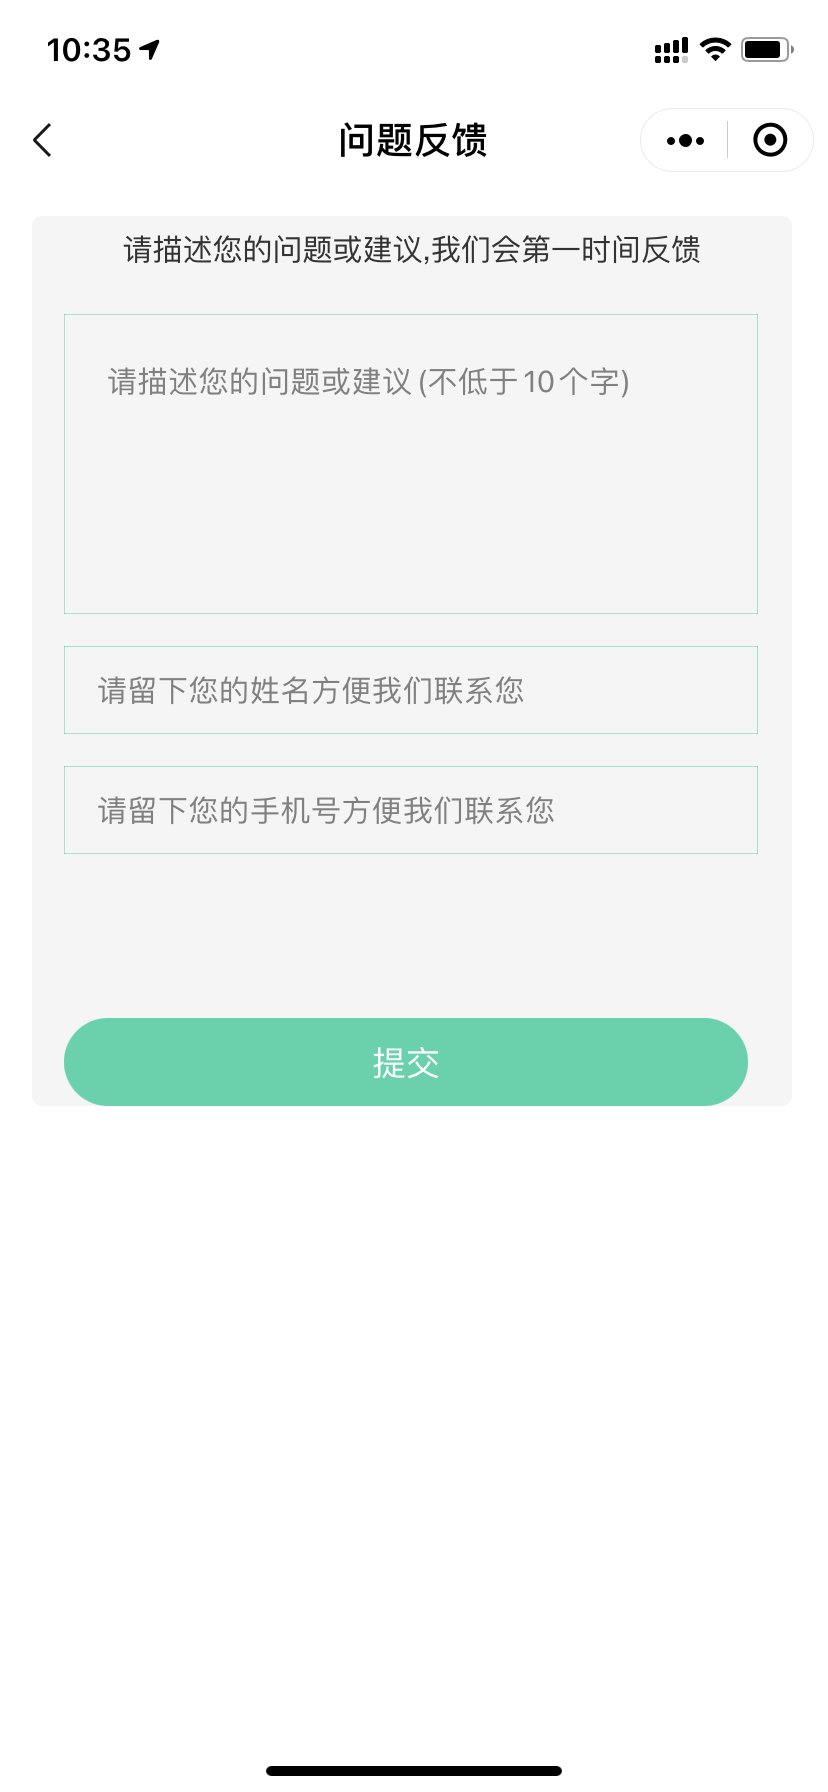 10:35
问题反馈
请描述您的问题或建议,我们会第一时间反馈
请描述您的问题或建议(不低于10个字)
请留下您的姓名方便我们联系您
请留下您的手机号方便我们联系您
提交